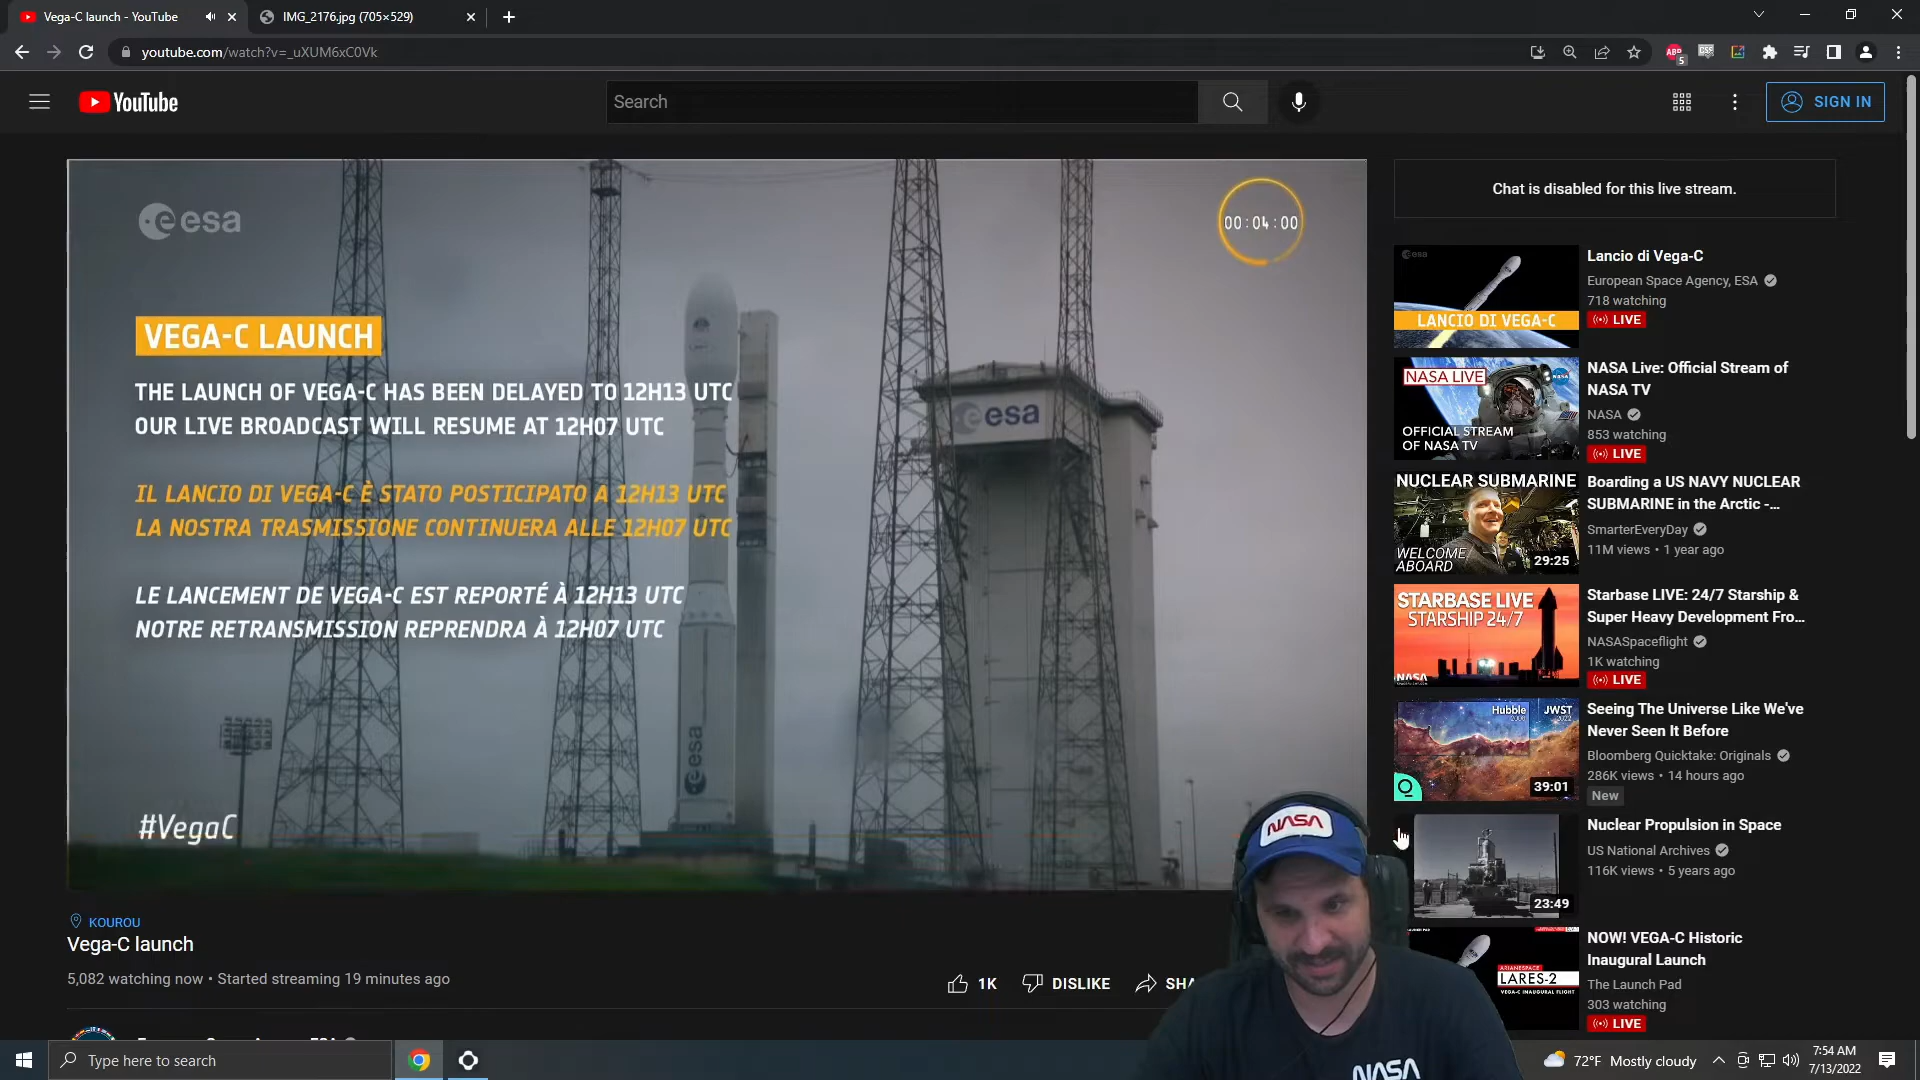 Vega-C launch - YouTube
IMG_2176.jpg (705×529)
youtube.com/watch?v=_uXUM6xC0Vk
ABP
5
CSS
YouTube
Search
SIGN IN
esa
00:04:00
VEGA-C LAUNCH
THE LAUNCH OF VEGA-C HAS BEEN DELAYED TO 12H13 UTC
OUR LIVE BROADCAST WILL RESUME AT 12H07 UTC
IL LANCIO DI VEGA-C È STATO POSTICIPATO A 12H13 UTC
LA NOSTRA TRASMISSIONE CONTINUERA ALLE 12H07 UTC
LE LANCEMENT DE VEGA-C EST REPORTÉ À 12H13 UTC
NOTRE RETRANSMISSION REPRENDRA À 12H07 UTC
esa
esa
#VegaC
KOUROU
Vega-C launch
5,082 watching now • Started streaming 19 minutes ago
1K
DISLIKE
SHA
Chat is disabled for this live stream.
esa
LANCIO DI VEGA-C
Lancio di Vega-C
European Space Agency, ESA
718 watching
LIVE
NASA LIVE
NASA
OFFICIAL STREAM
OF NASA TV
NASA Live: Official Stream of
NASA TV
NASA
853 watching
LIVE
NUCLEAR SUBMARINE
WELCOME
ABOARD
29:25
Boarding a US NAVY NUCLEAR
SUBMARINE in the Arctic -...
SmarterEveryDay
11M views • 1 year ago
STARBASE LIVE
STARSHIP 24/7
Starbase LIVE: 24/7 Starship &
Super Heavy Development Fro...
NASASpaceflight
1K watching
LIVE
Hubble
JWST
39:01
Seeing The Universe Like We've
Never Seen It Before
Bloomberg Quicktake: Originals
286K views • 14 hours ago
New
23:49
Nuclear Propulsion in Space
US National Archives
116K views • 5 years ago
ARIANESPACE
LARES-2
VEGA-C INAUGURAL FLIGHT
NOW! VEGA-C Historic
Inaugural Launch
The Launch Pad
303 watching
LIVE
NASA
NASA
Type here to search
72°F Mostly cloudy
7:54 AM
7/13/2022